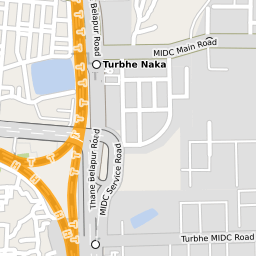 Belapur Road
MIDC Main Road
Turbhe Naka
Thane Belapur Road
MIDC Service Road
Turbhe MIDC Road